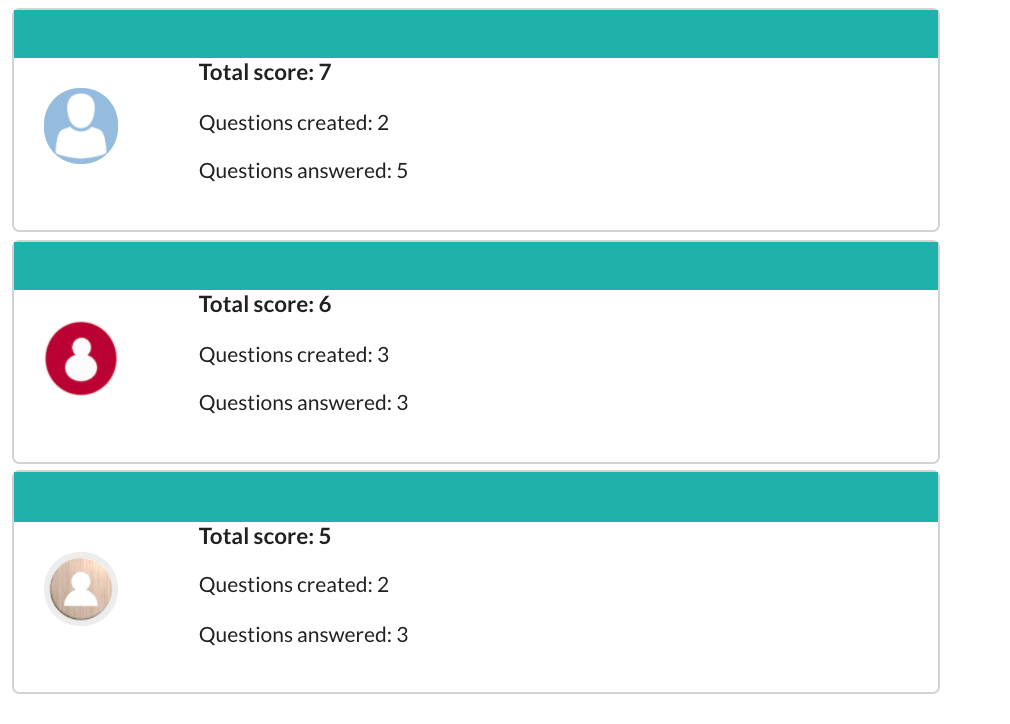 Total score: 7
Questions created: 2
Questions answered: 5
Total score: 6
Questions created: 3
Questions answered: 3
Total score: 5
Questions created: 2
Questions answered: 3